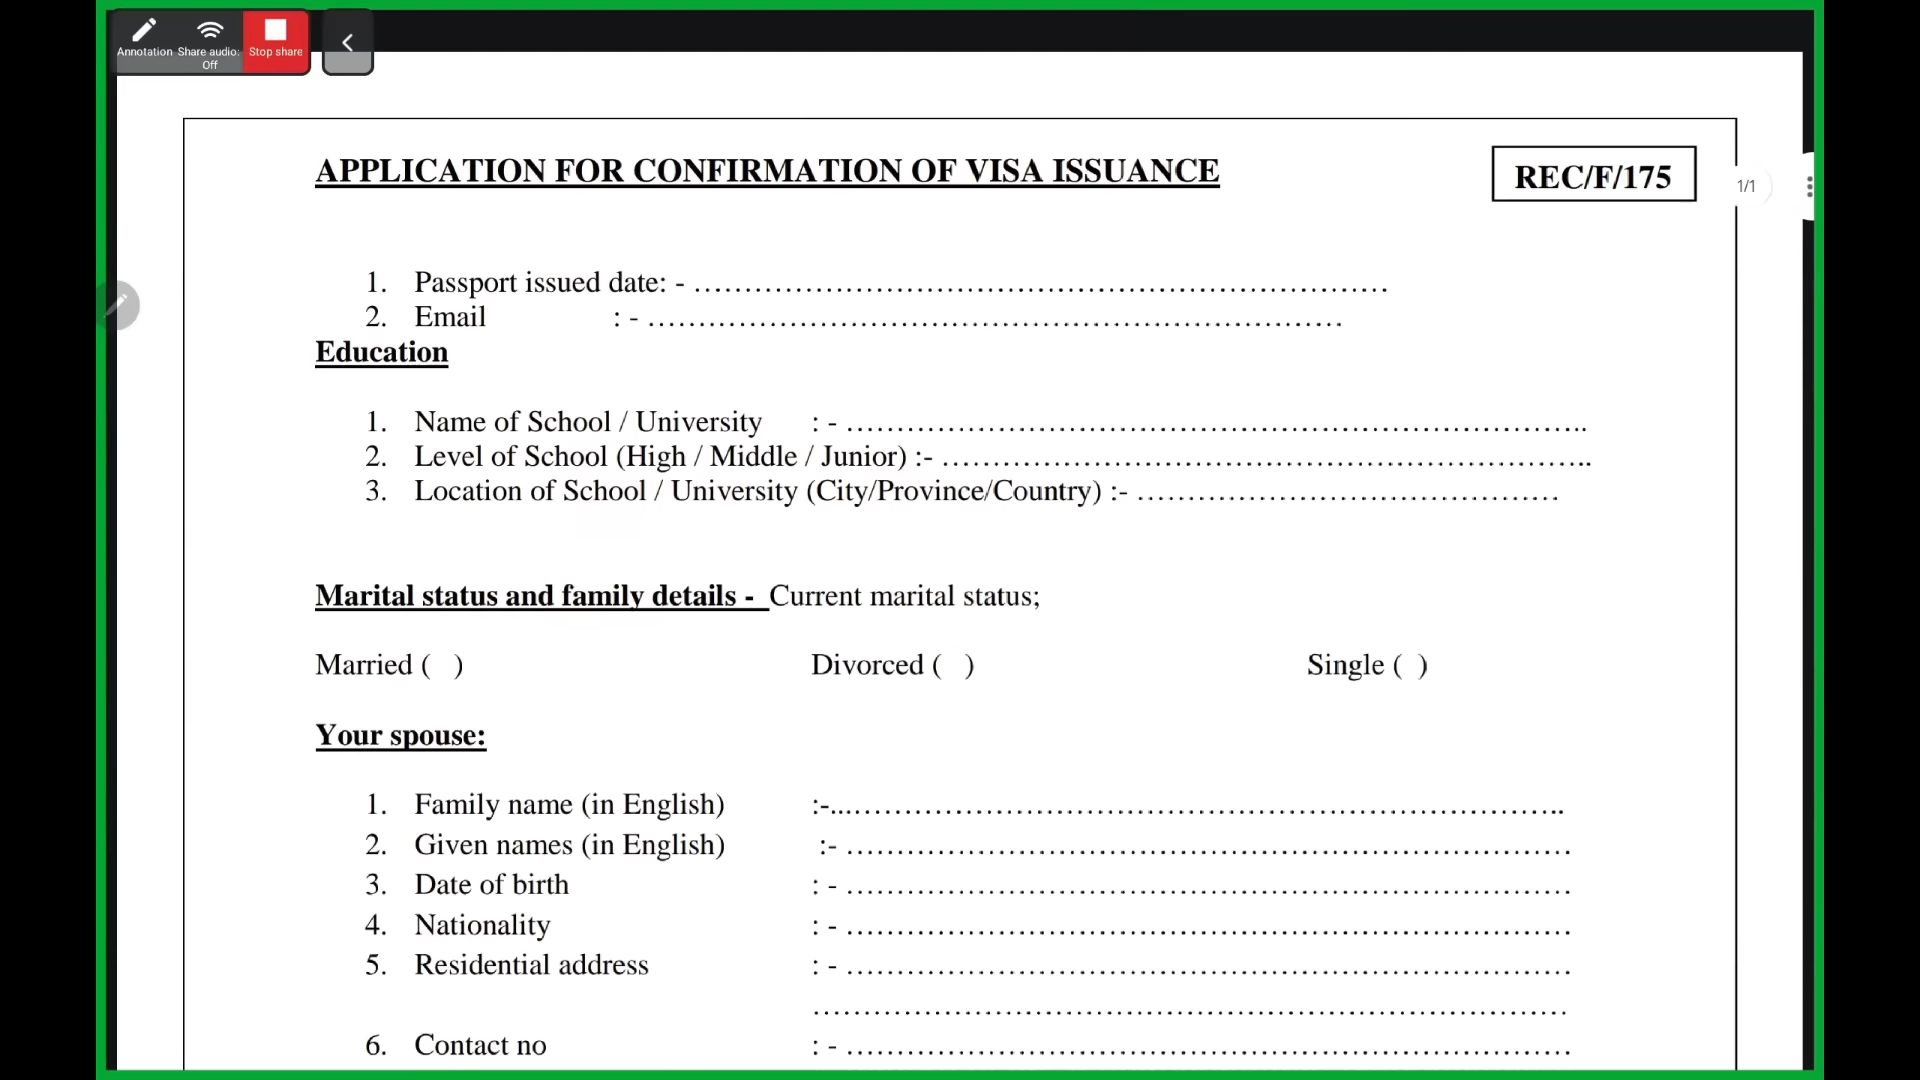 Annotation Share audio: Stop share
Off
APPLICATION FOR CONFIRMATION OF VISA ISSUANCE
REC/F/175
1/1
1. Passport issued date: - ……………………………………………………………
2. Email : - ……………………………………………………………
Education
1. Name of School / University : - ………………………………………………………………..
2. Level of School (High / Middle / Junior) :- ………………………………………………………..
3. Location of School / University (City/Province/Country) :- ……………………………………
Marital status and family details - Current marital status;
Married ( ) Divorced ( ) Single ( )
Your spouse:
1. Family name (in English) :-...……………………………………………………………..
2. Given names (in English) :- ………………………………………………………………
3. Date of birth : - ………………………………………………………………
4. Nationality : - ………………………………………………………………
5. Residential address : - ………………………………………………………………
…………………………………………………………………
6. Contact no : - ………………………………………………………………